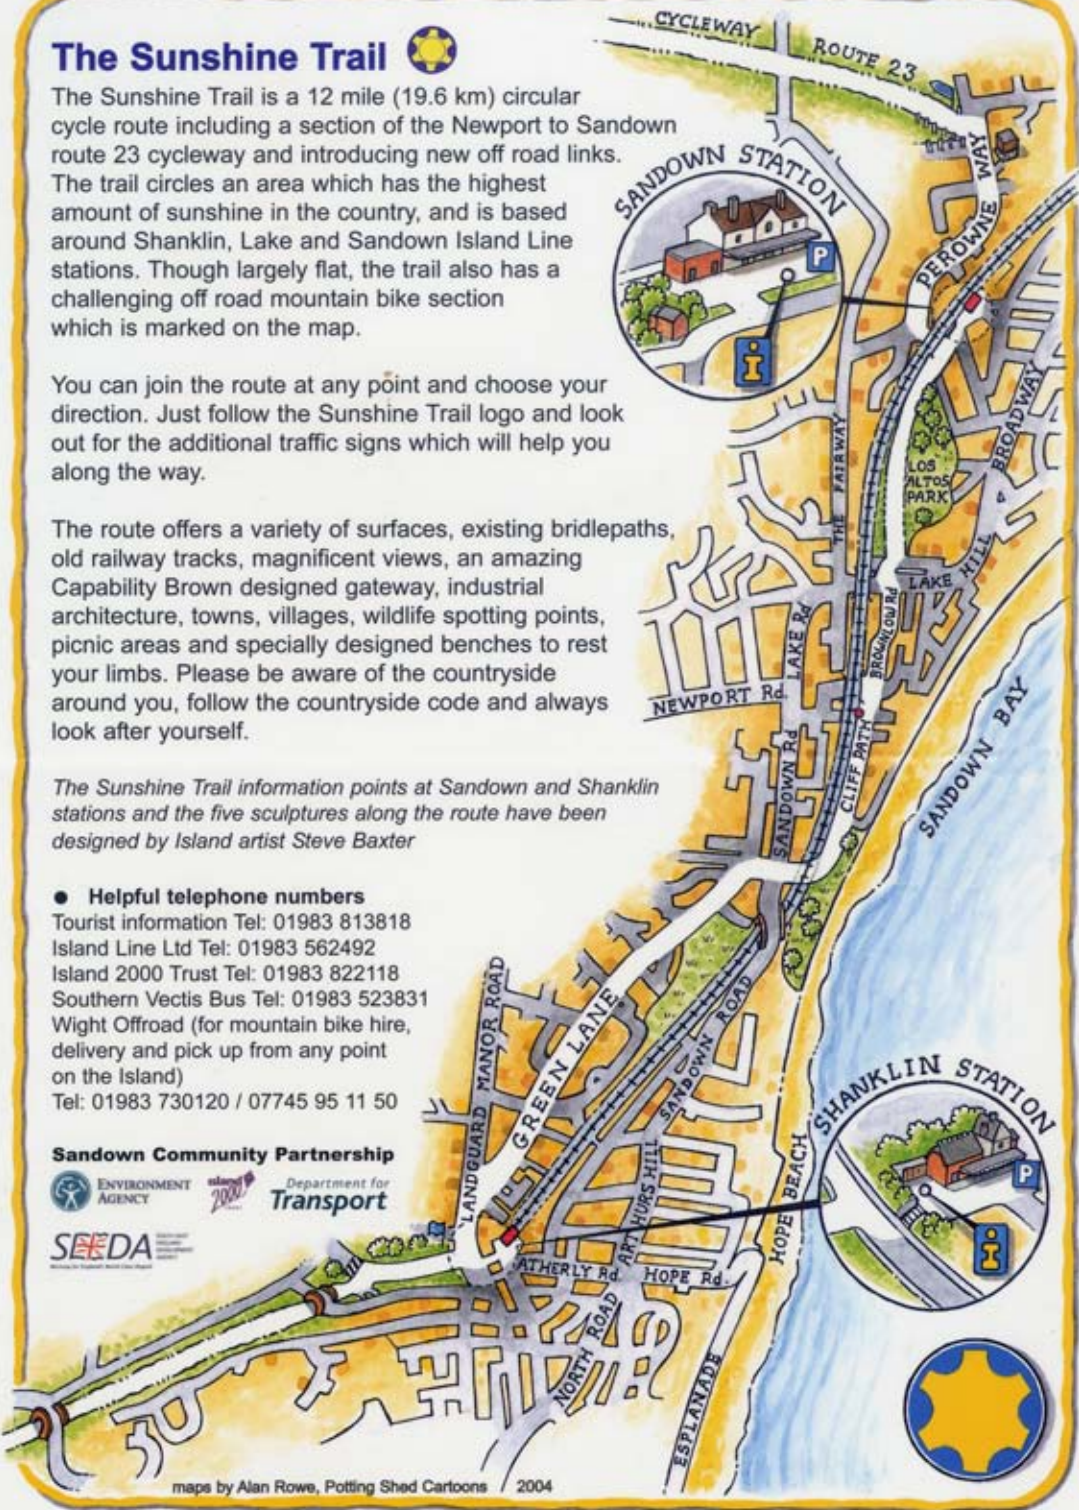 The Sunshine Trail
The Sunshine Trail is a 12 mile (19.6 km) circular
cycle route including a section of the Newport to Sandown
route 23 cycleway and introducing new off road links.
The trail circles an area which has the highest
amount of sunshine in the country, and is based
around Shanklin, Lake and Sandown Island Line
stations. Though largely flat, the trail also has a
challenging off road mountain bike section
which is marked on the map.
You can join the route at any point and choose your
direction. Just follow the Sunshine Trail logo and look
out for the additional traffic signs which will help you
along the way.
The route offers a variety of surfaces, existing bridlepaths,
old railway tracks, magnificent views, an amazing
Capability Brown designed gateway, industrial
architecture, towns, villages, wildlife spotting points,
picnic areas and specially designed benches to rest
your limbs. Please be aware of the countryside
around you, follow the countryside code and always
look after yourself.
The Sunshine Trail information points at Sandown and Shanklin
stations and the five sculptures along the route have been
designed by Island artist Steve Baxter
● Helpful telephone numbers
Tourist information Tel: 01983 813818
Island Line Ltd Tel: 01983 562492
Island 2000 Trust Tel: 01983 822118
Southern Vectis Bus Tel: 01983 523831
Wight Offroad (for mountain bike hire,
delivery and pick up from any point
on the Island)
Tel: 01983 730120 / 07745 95 11 50
Sandown Community Partnership
ENVIRONMENT
AGENCY
island
2000
Department for
Transport
SEEDA
CYCLEWAY
ROUTE 23
SANDOWN STATION
P
i
PEROWNE WAY
BROADWAY
THE FAIRWAY
LOS
ALTOS
PARK
LAKE HILL
LAKE Rd
BROWNLOW Rd
NEWPORT Rd.
SANDOWN Rd
CLIFF PATH
SANDOWN BAY
LANDGUARD MANOR ROAD
GREEN LANE
SANDOWN ROAD
SHANKLIN STATION
P
i
ARTHURS HILL
HOPE BEACH
ATHERLY Rd.
HOPE Rd.
NORTH ROAD
ESPLANADE
maps by Alan Rowe, Potting Shed Cartoons / 2004